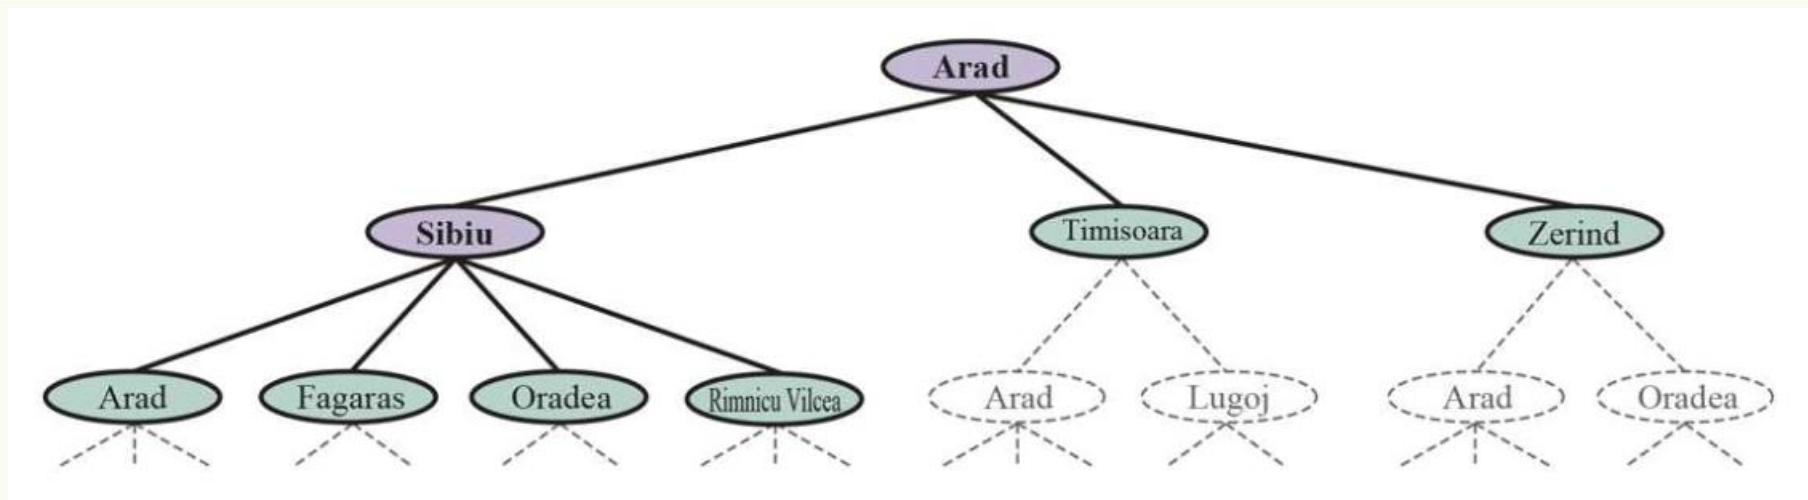 Arad
Sibiu
Timisoara
Zerind
Arad
Fagaras
Oradea
Rimnicu Vilcea
Arad
Lugoj
Arad
Oradea